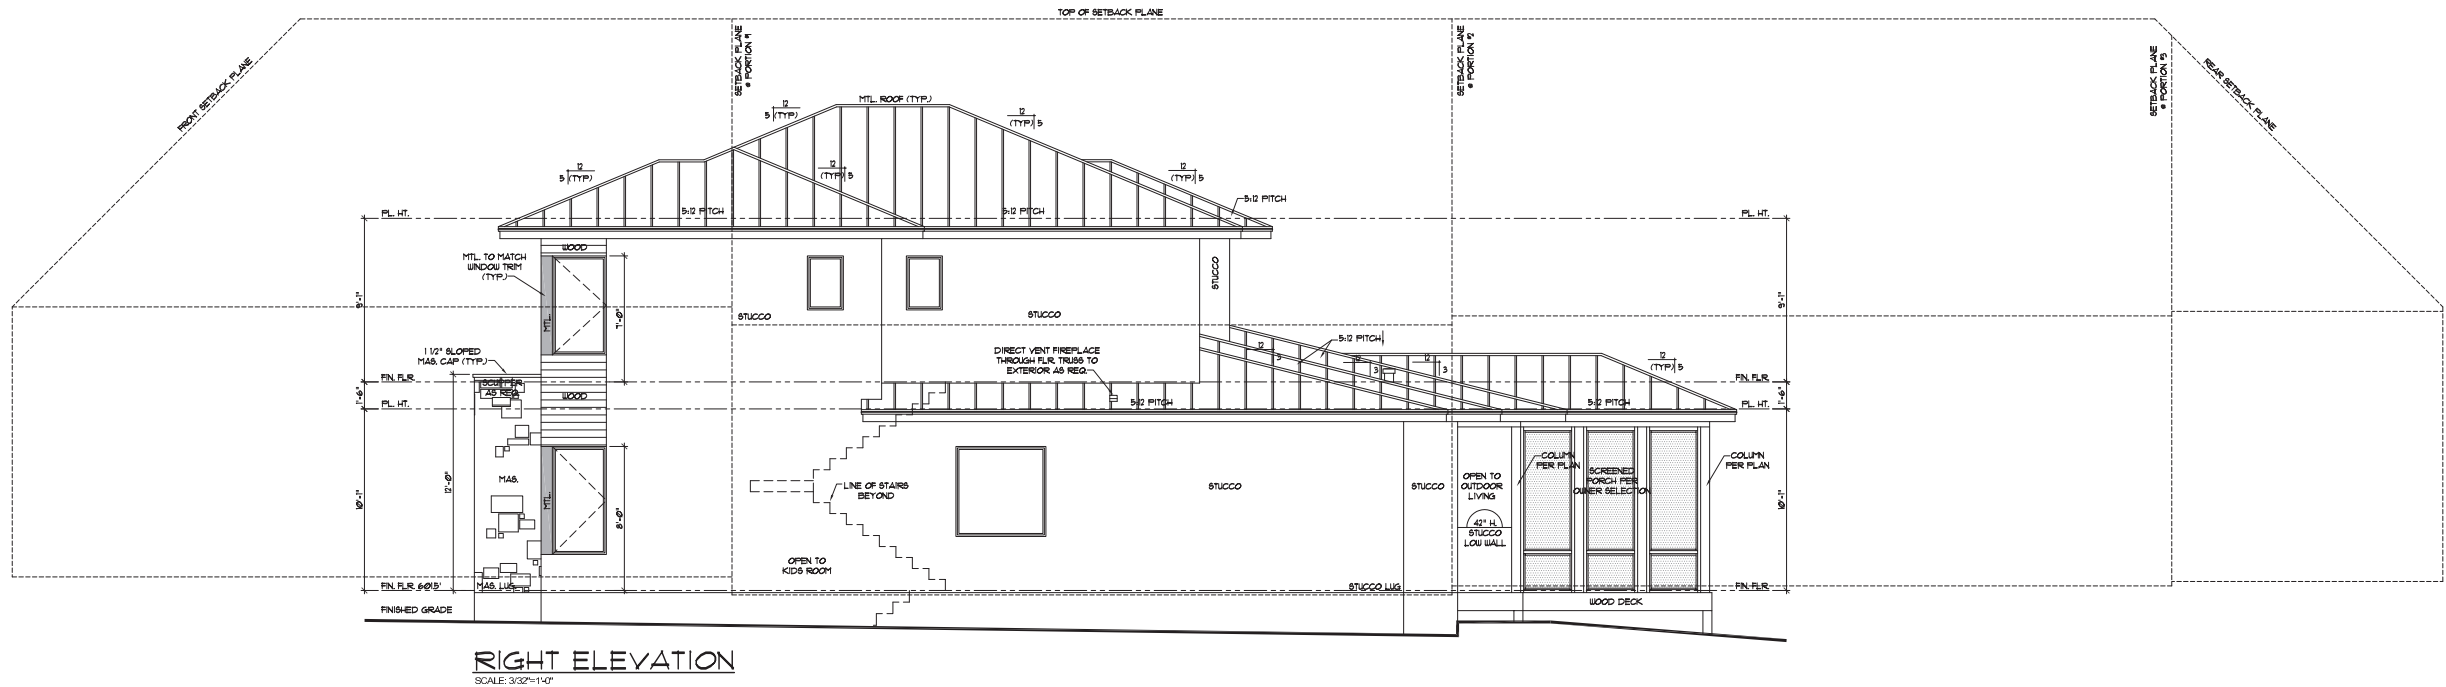 TOP OF SETBACK PLANE
FRONT SETBACK PLANE
SETBACK PLANE
@ PORTION #1
SETBACK PLANE
@ PORTION #2
SETBACK PLANE
@ PORTION #3
REAR SETBACK PLANE
MTL. ROOF (TYP.)
12
5 (TYP)
12
(TYP) 5
12
5 (TYP)
12
(TYP) 5
12
(TYP) 5
5:12 PITCH
PL. HT.
5:12 PITCH
5:12 PITCH
PL. HT.
WOOD
MTL. TO MATCH
WINDOW TRIM
(TYP.)
STUCCO
9'-1"
MTL.
7'-0"
STUCCO
STUCCO
9'-1"
1 1/2" SLOPED
MAS. CAP (TYP.)
DIRECT VENT FIREPLACE
THROUGH FLR. TRUSS TO
EXTERIOR AS REQ.
5:12 PITCH
12
3
12
3
12
3
12
(TYP) 5
FIN. FLR.
SCUPPER
AS REQ.
FIN. FLR.
1'-6"
WOOD
1'-6"
PL. HT.
5:12 PITCH
5:12 PITCH
PL. HT.
COLUMN
PER PLAN
SCREENED
PORCH PER
OWNER SELECTION
COLUMN
PER PLAN
10'-1"
12'-0"
MAS.
MTL.
8'-0"
LINE OF STAIRS
BEYOND
STUCCO
STUCCO
OPEN TO
OUTDOOR
LIVING
10'-1"
42" H.
STUCCO
LOW WALL
OPEN TO
KIDS ROOM
FIN. FLR. 601.5'
MAS. LUG
STUCCO LUG
FIN. FLR.
FINISHED GRADE
WOOD DECK
RIGHT ELEVATION
SCALE: 3/32"=1'-0"